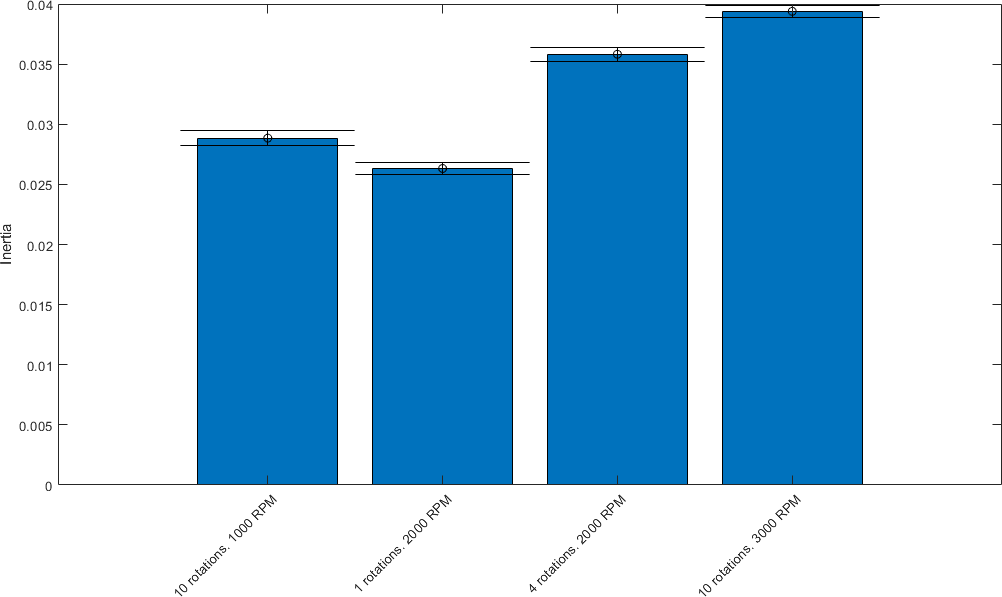 0.04
0.035
0.03
0.025
0.02
0.015
0.01
0.005
0
Inertia
10 rotations. 1000 RPM
1 rotations. 2000 RPM
4 rotations. 2000 RPM
10 rotations. 3000 RPM